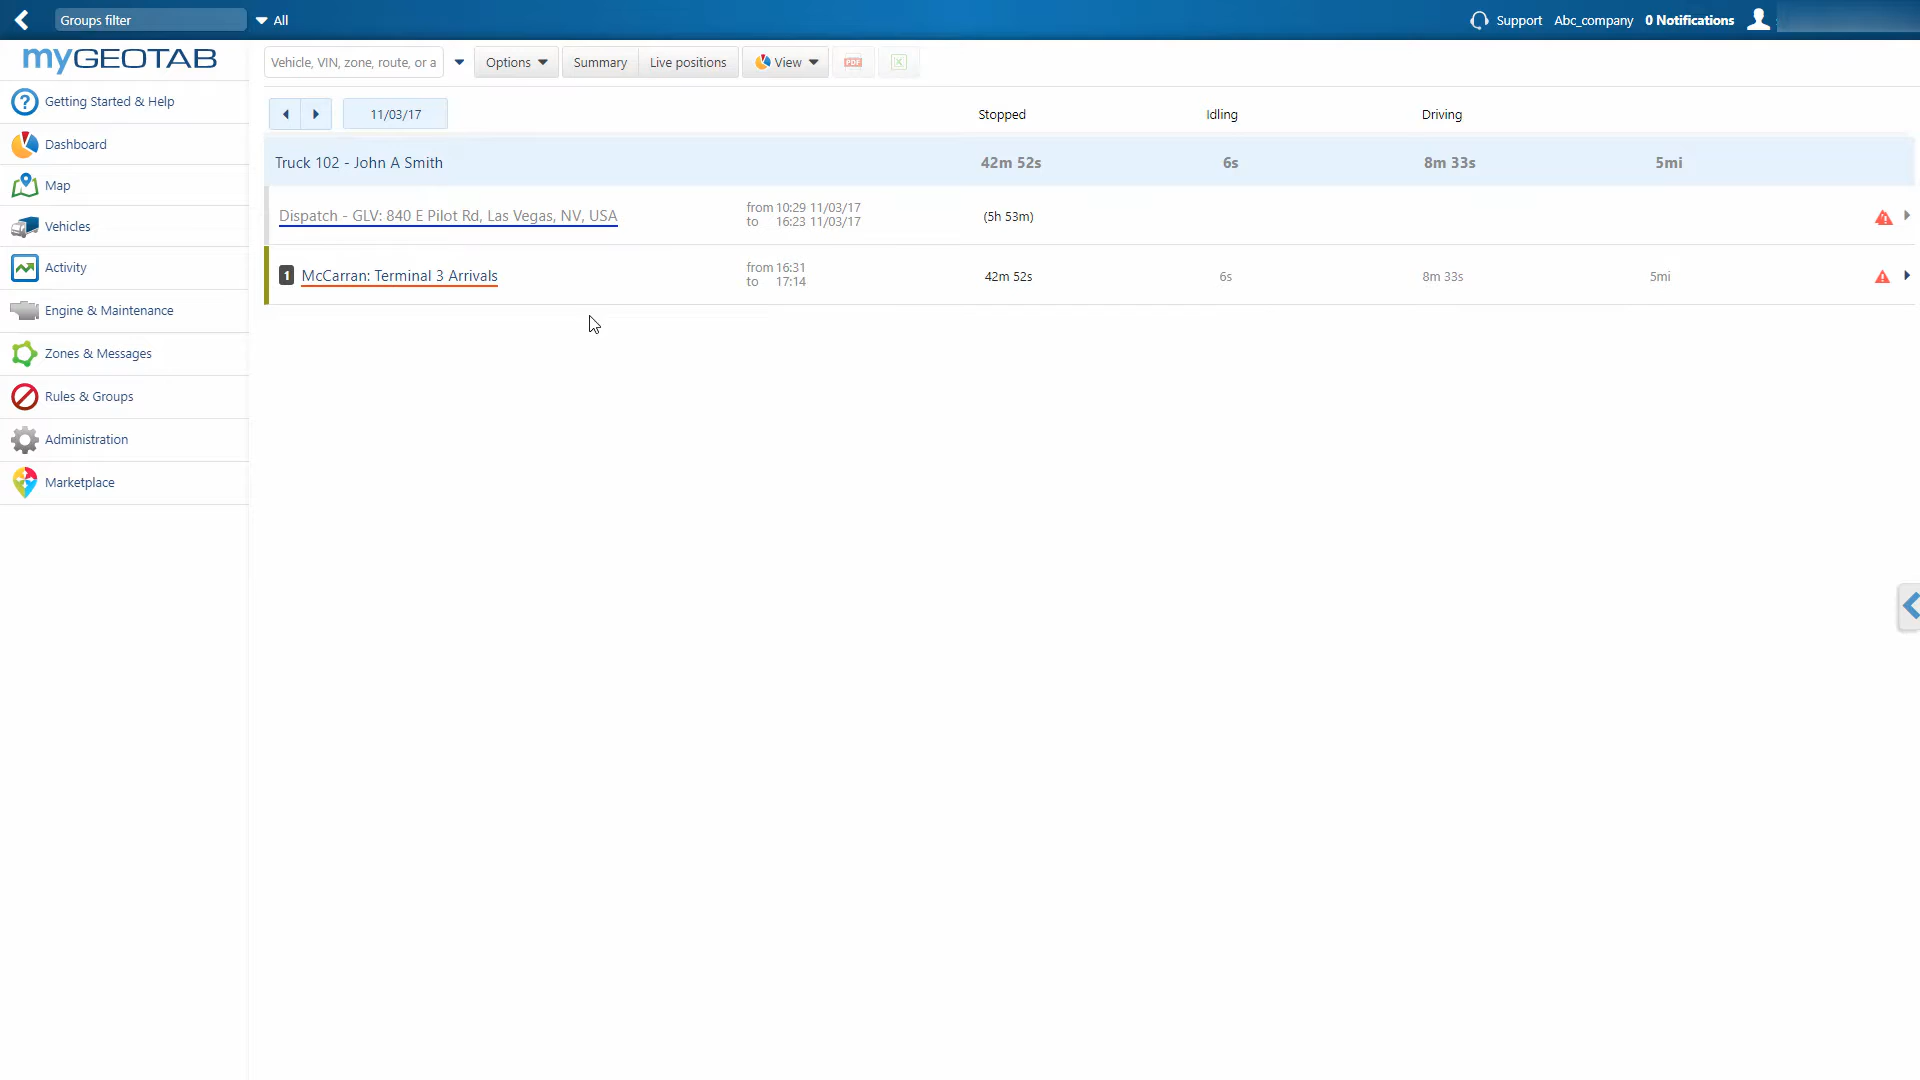 Groups filter All Support Abc_company 0 Notifications
myGEOTAB
Vehicle, VIN, zone, route, or a Options Summary Live positions View PDF
Getting Started & Help
Dashboard
Map
Vehicles
Activity
Engine & Maintenance
Zones & Messages
Rules & Groups
Administration
Marketplace
11/03/17 Stopped Idling Driving
Truck 102 - John A Smith 42m 52s 6s 8m 33s 5mi
Dispatch - GLV: 840 E Pilot Rd, Las Vegas, NV, USA from 10:29 11/03/17 (5h 53m)
to 16:23 11/03/17
1 McCarran: Terminal 3 Arrivals from 16:31 42m 52s 6s 8m 33s 5mi
to 17:14